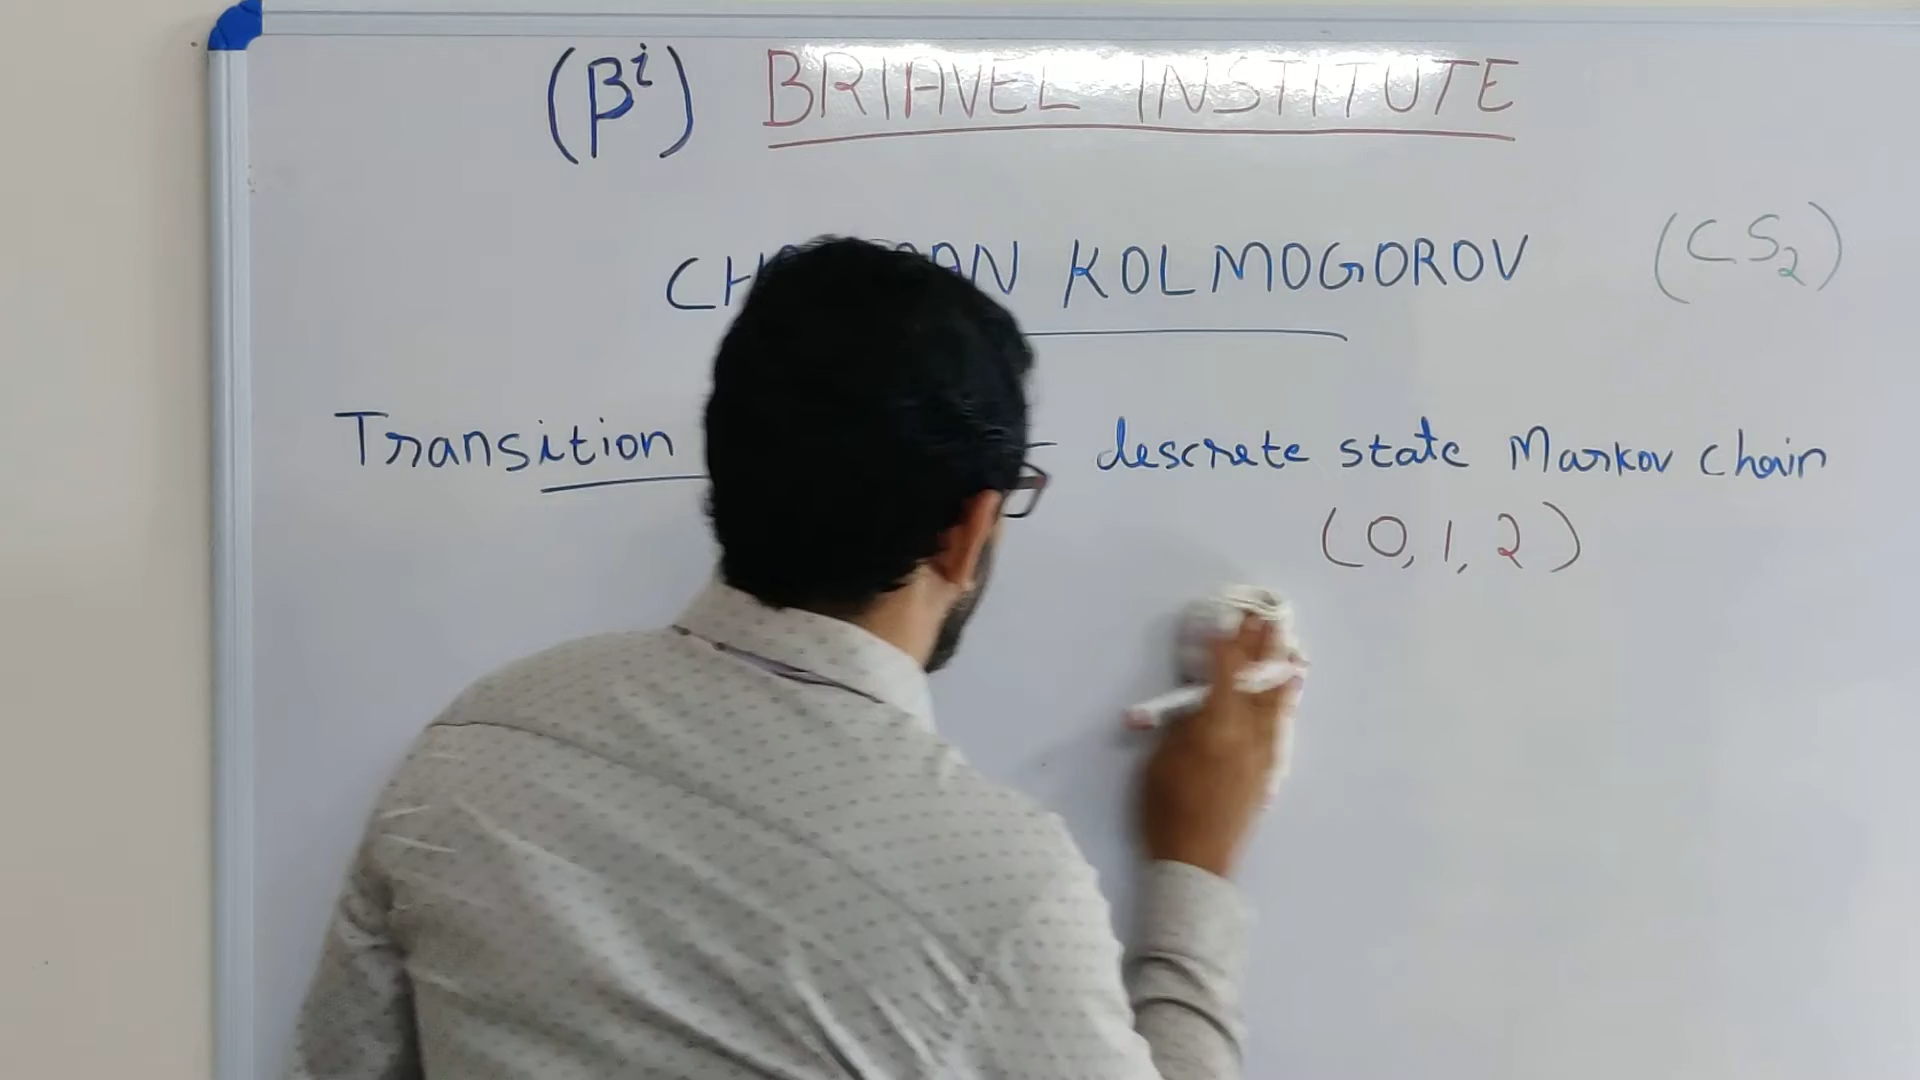 (βⁱ) BRIAVEL INSTITUTE
KOLMOGOROV (CS₂)
Transition descrete state Markov chain
(0, 1, 2)